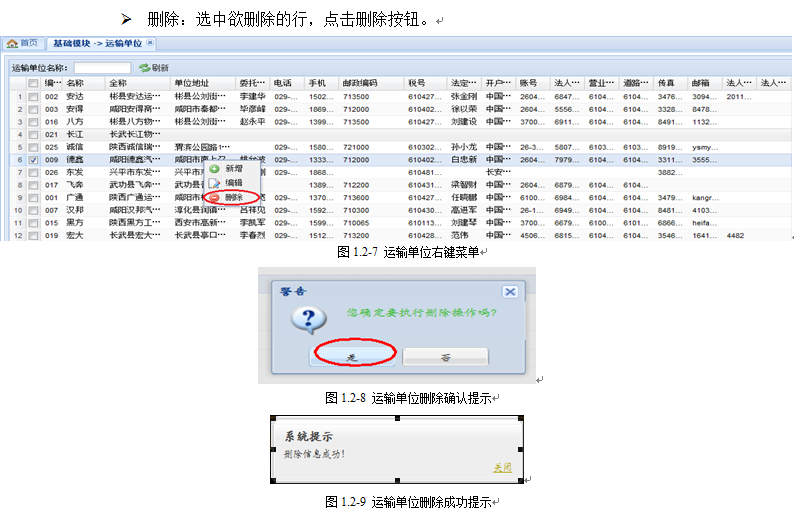 ➢ 删除：选中欲删除的行，点击删除按钮。
首页 基础模块 -> 运输单位
运输单位名称： 刷新
编… 名称 全称 单位地址 委托… 电话 手机 邮政编码 税号 法定… 开户… 账号 法人… 营业… 道路… 传真 邮箱 法人… 法人…
1 002 安达 彬县安达运… 彬县公刘街… 李建华 029-… 1502… 713500 610427… 张金刚 中国… 2604… 6847… 6104… 6104… 3476… 3094… 2011…
2 003 安得 咸阳安得商… 咸阳市秦都… 毕彦峰 029-… 1869… 712000 610402… 徐以荣 中国… 2604… 5556… 6104… 6104… 3328… 8478…
3 016 八方 彬县八方物… 彬县公刘街… 赵永平 029-… 1399… 713500 610427… 刘建设 中国… 3700… 6911… 6104… 6104… 8491… 1132…
4 021 长江 长武长江物…
5 025 诚信 陕西诚信瑞… 渭滨公园路1… 029-… 1580… 721000 610302… 孙小龙 中国… 26-3… 5807… 6103… 6103… 8919… ysmy…
6 009 德鑫 咸阳德鑫汽… 029-… 1333… 712000 610402… 白忠新 中国… 2604… 7979… 6104… 6104… 3311… 3555…
7 026 东发 兴平市东发… 兴平市 029-… 1868… 610481… 长安… 3882…
8 017 飞奔 武功县飞奔… 武功县 1389… 712200 610431… 梁智财 中国… 2604… 6879… 6104… 6104…
9 001 广通 陕西广通运… 咸阳市 029-… 1370… 713600 610427… 任晓鹏 中国… 6100… 6984… 6104… 6104… 3479… kangr…
10 007 汉邦 咸阳汉邦汽… 淳化县润镇… 吕祥见 029-… 1592… 710300 610430… 高进军 中国… 26-1… 6949… 6104… 6104… 8481… 4103…
11 015 黑方 陕西黑方工… 西安市高新… 李凯军 029-… 1599… 710065 610113… 刘建琴 中国… 3700… 6679… 6100… 6101… 6866… heifa…
12 019 宏大 长武县宏大… 长武县亭口… 李春烈 029-… 1512… 713200 610428… 范伟 中国… 4506… 6815… 6104… 6104… 3546… 1641… 4482
新增
编辑
删除
图 1.2-7 运输单位右键菜单
警告
您确定要执行删除操作吗?
是 否
图 1.2-8 运输单位删除确认提示
系统提示
删除信息成功!
关闭
图 1.2-9 运输单位删除成功提示